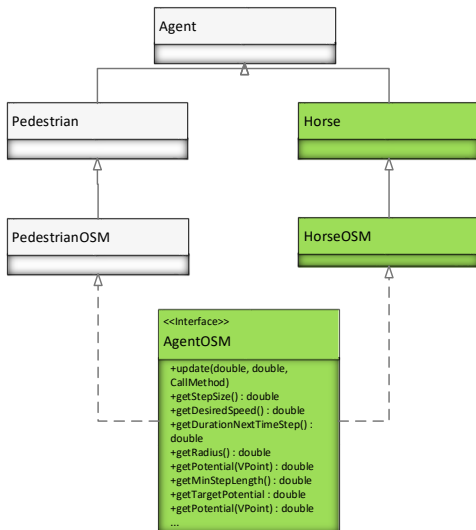 Agent
Pedestrian
Horse
PedestrianOSM
HorseOSM
<<Interface>>
AgentOSM
+update(double, double,
CallMethod)
+getStepSize() : double
+getDesiredSpeed() : double
+getDurationNextTimeStep() :
double
+getRadius() : double
+getPotential(VPoint) : double
+getMinStepLength() : double
+getTargetPotential : double
+getPotential(VPoint) : double
...